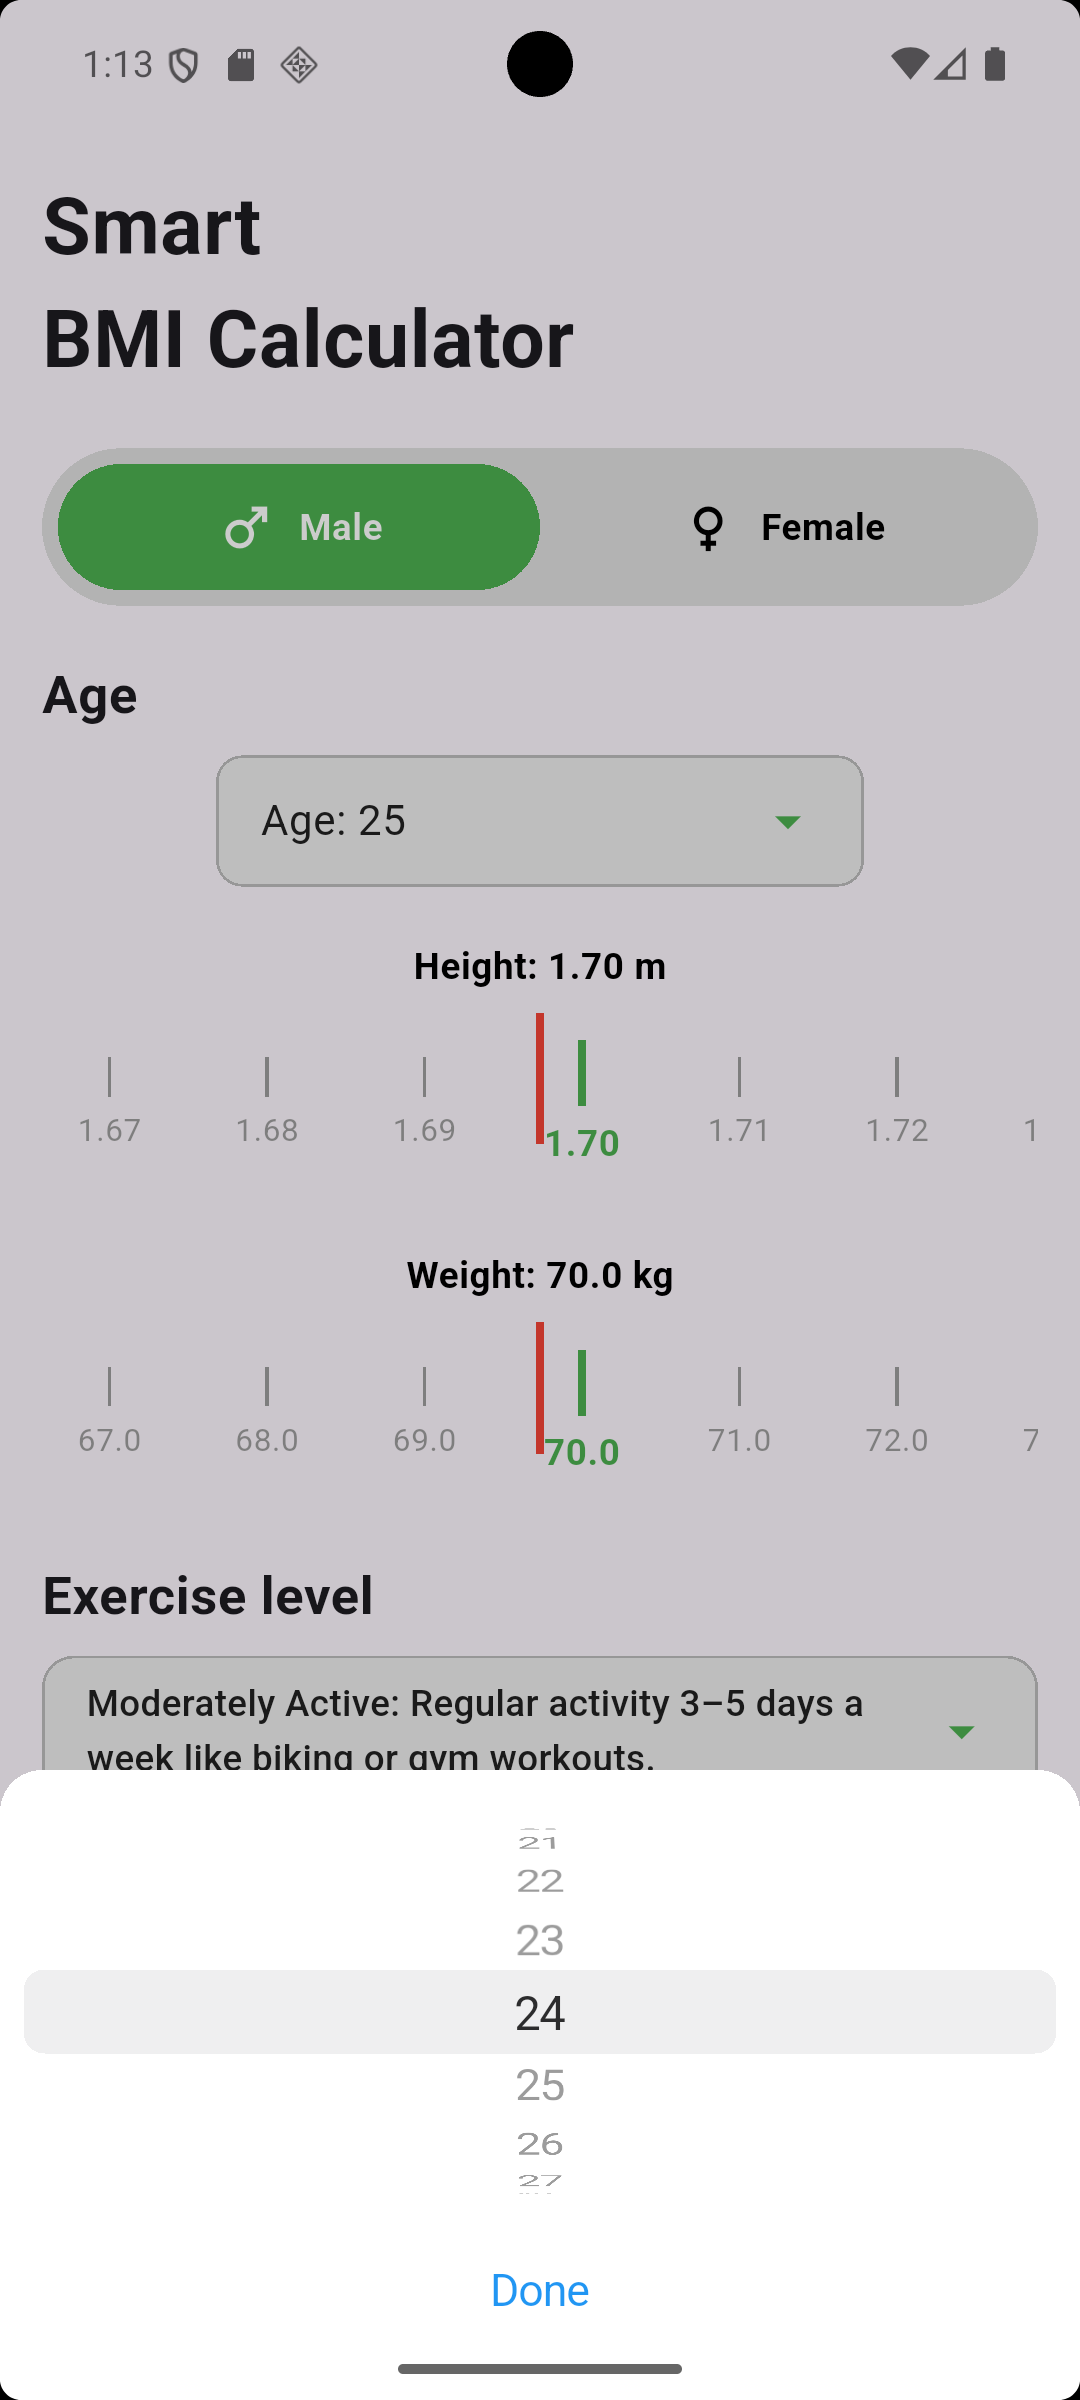 1:13
Smart
BMI Calculator
Male
Female
Age
Age: 25
Height: 1.70 m
1.67
1.68
1.69
1.70
1.71
1.72
1
Weight: 70.0 kg
67.0
68.0
69.0
70.0
71.0
72.0
7
Exercise level
Moderately Active: Regular activity 3–5 days a
week like biking or gym workouts.
21
22
23
24
25
26
27
Done